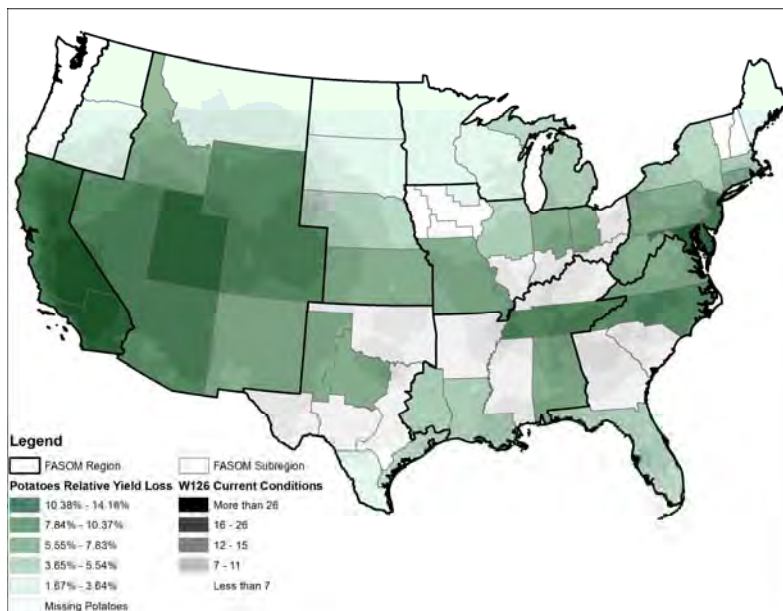 Legend
FASOM Region
FASOM Subregion
Potatoes Relative Yield Loss
W126 Current Conditions
10.38% - 14.16%
More than 26
7.84% - 10.37%
16 - 26
5.55% - 7.83%
12 - 15
3.65% - 5.54%
7 - 11
1.67% - 3.64%
Less than 7
Missing Potatoes